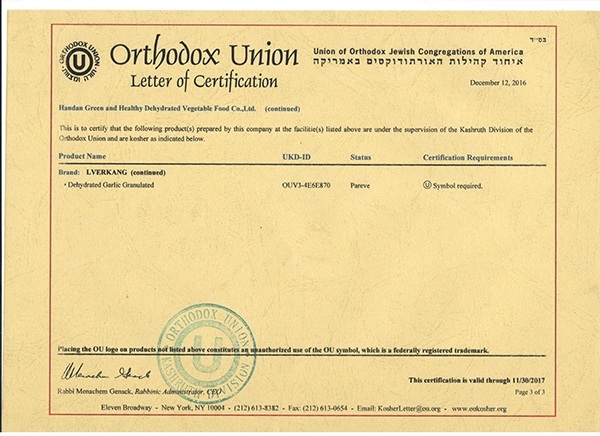 בס״ד
ORTHODOX UNION
Orthodox Union
Letter of Certification
Union of Orthodox Jewish Congregations of America
איחוד קהילות האורתודוקסים באמריקה
December 12, 2016
Handan Green and Healthy Dehydrated Vegetable Food Co.,Ltd. (continued)
This is to certify that the following product(s) prepared by this company at the facilitie(s) listed above are under the supervision of the Kashruth Division of the
Orthodox Union and are kosher as indicated below.
Product Name UKD-ID Status Certification Requirements
Brand: LVERKANG (continued)
• Dehydrated Garlic Granulated OUV3-4E6E870 Pareve Ⓤ Symbol required.
ORTHODOX UNION
KASHRUTH DIVISION
Placing the OU logo on products not listed above constitutes an unauthorized use of the OU symbol, which is a federally registered trademark.
Rabbi Menachem Genack, Rabbinic Administrator, CEO
This certification is valid through 11/30/2017
Page 3 of 3
Eleven Broadway - New York, NY 10004 - (212) 613-8382 - Fax: (212) 613-0654 - Email: KosherLetter@ou.org - www.oukosher.org